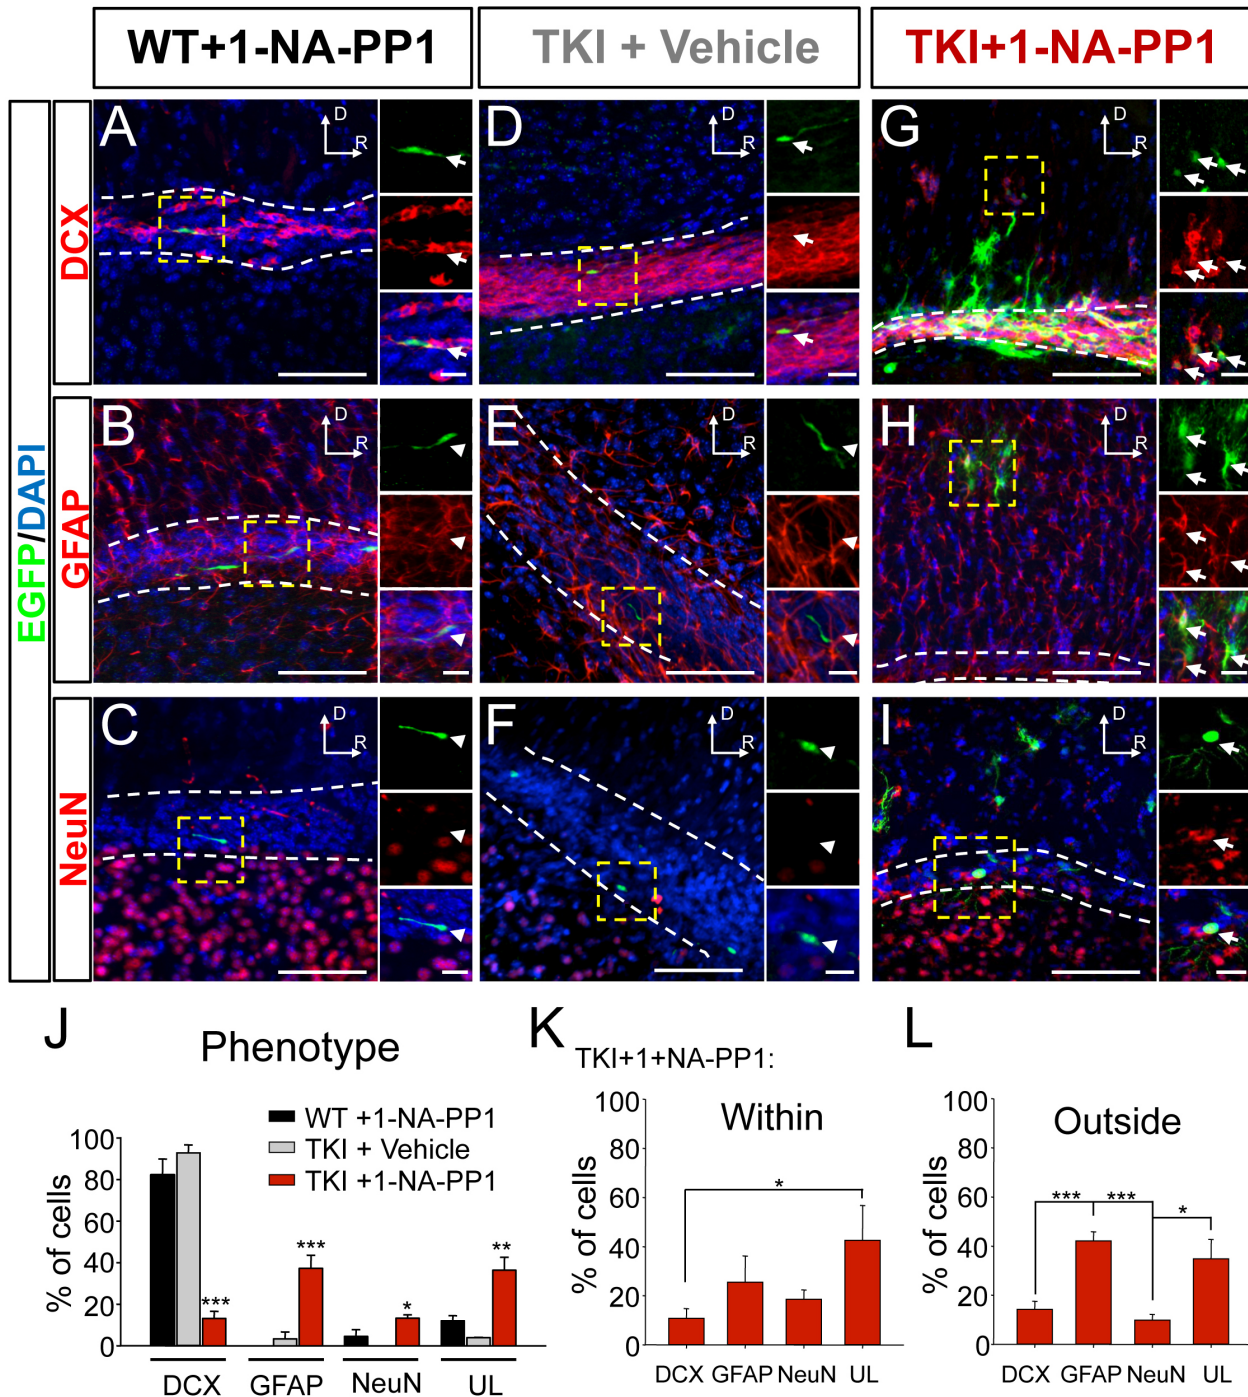 WT+1-NA-PP1
TKI + Vehicle
TKI+1-NA-PP1
EGFP/DAPI
DCX
GFAP
NeuN
A
D
R
D
D
R
G
D
R
B
D
R
E
D
R
H
D
R
C
D
R
F
D
R
I
D
R
J
Phenotype
WT +1-NA-PP1
TKI + Vehicle
TKI +1-NA-PP1
% of cells
100
80
60
40
20
0
***
***
*
**
DCX
GFAP
NeuN
UL
K
TKI+1+NA-PP1:
Within
% of cells
100
80
60
40
20
0
*
DCX
GFAP
NeuN
UL
L
Outside
% of cells
100
80
60
40
20
0
***
***
*
DCX
GFAP
NeuN
UL